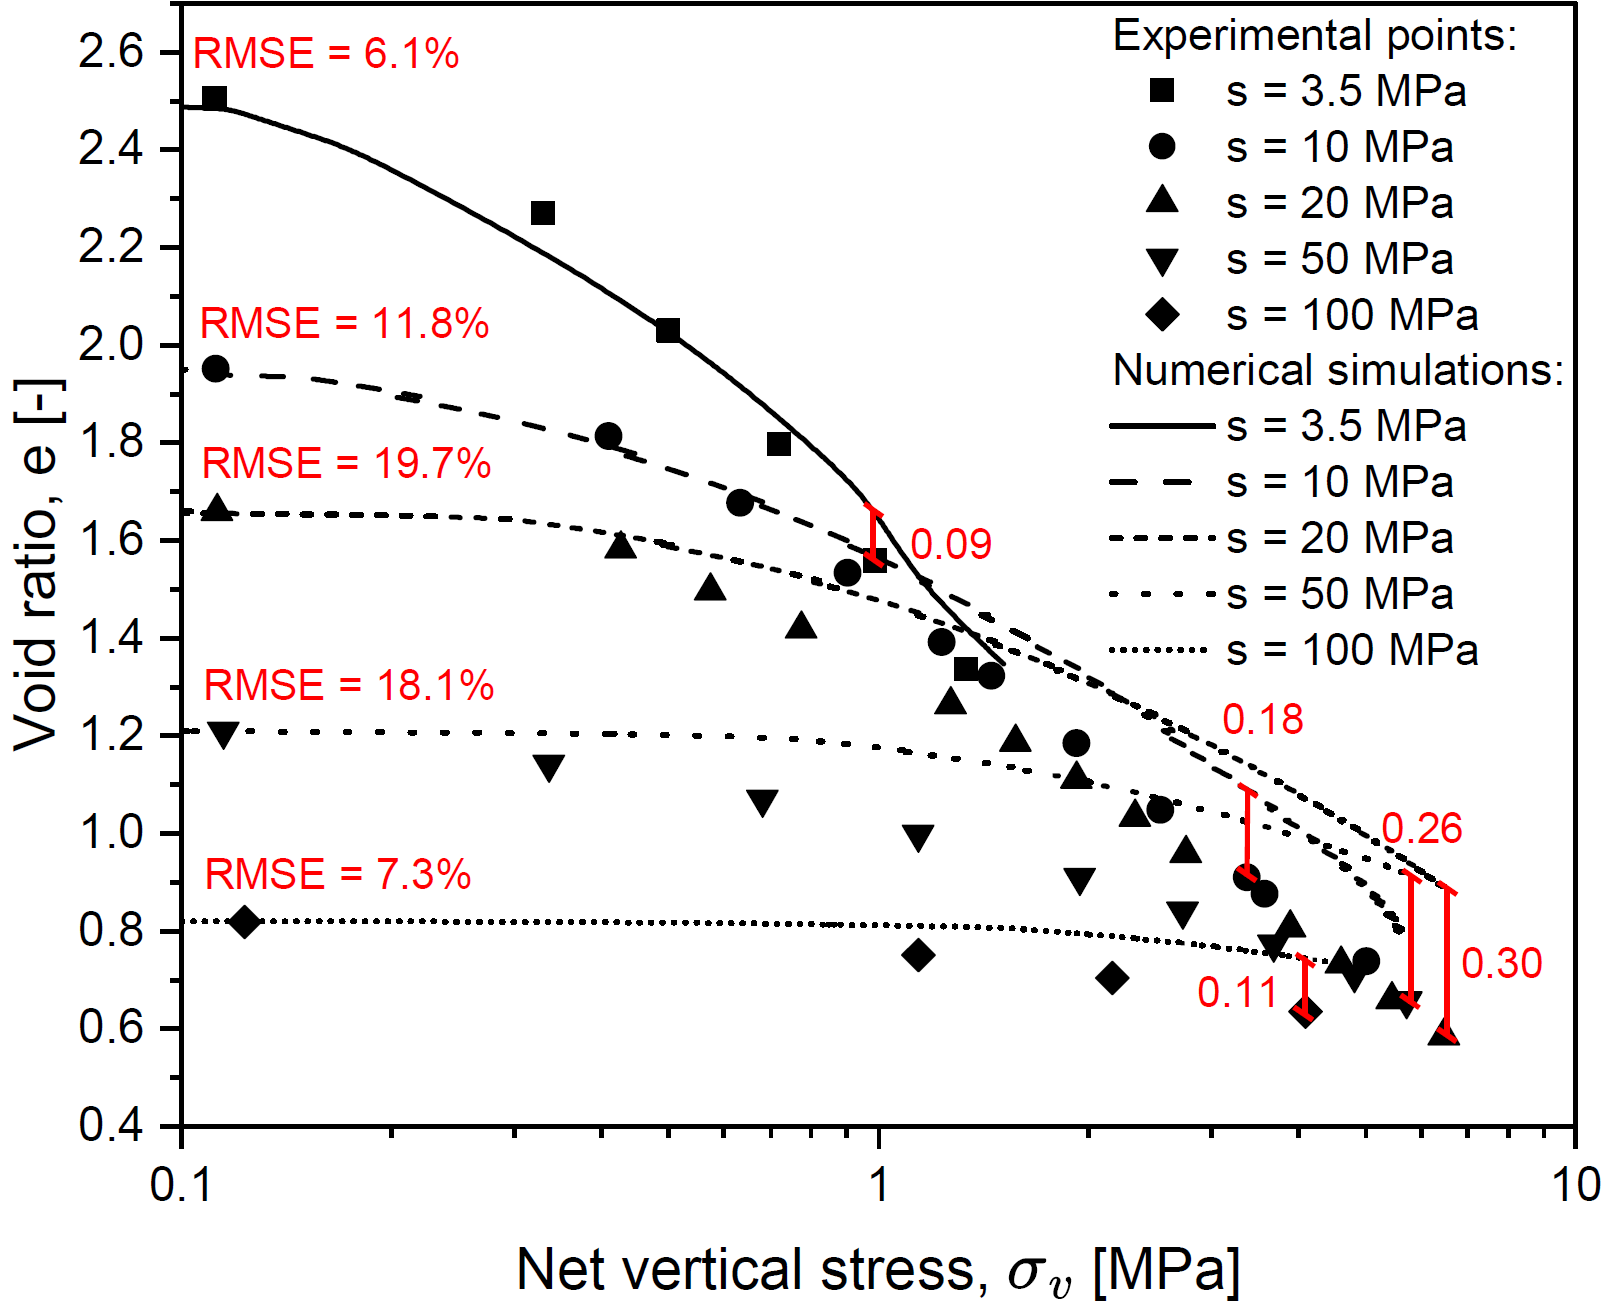 Experimental points:
s = 3.5 MPa
s = 10 MPa
s = 20 MPa
s = 50 MPa
s = 100 MPa
Numerical simulations:
s = 3.5 MPa
s = 10 MPa
s = 20 MPa
s = 50 MPa
s = 100 MPa
RMSE = 6.1%
RMSE = 11.8%
RMSE = 19.7%
RMSE = 18.1%
RMSE = 7.3%
0.09
0.18
0.26
0.30
0.11
Void ratio, e [-]
2.6
2.4
2.2
2.0
1.8
1.6
1.4
1.2
1.0
0.8
0.6
0.4
0.1
1
10
Net vertical stress, σᵥ [MPa]